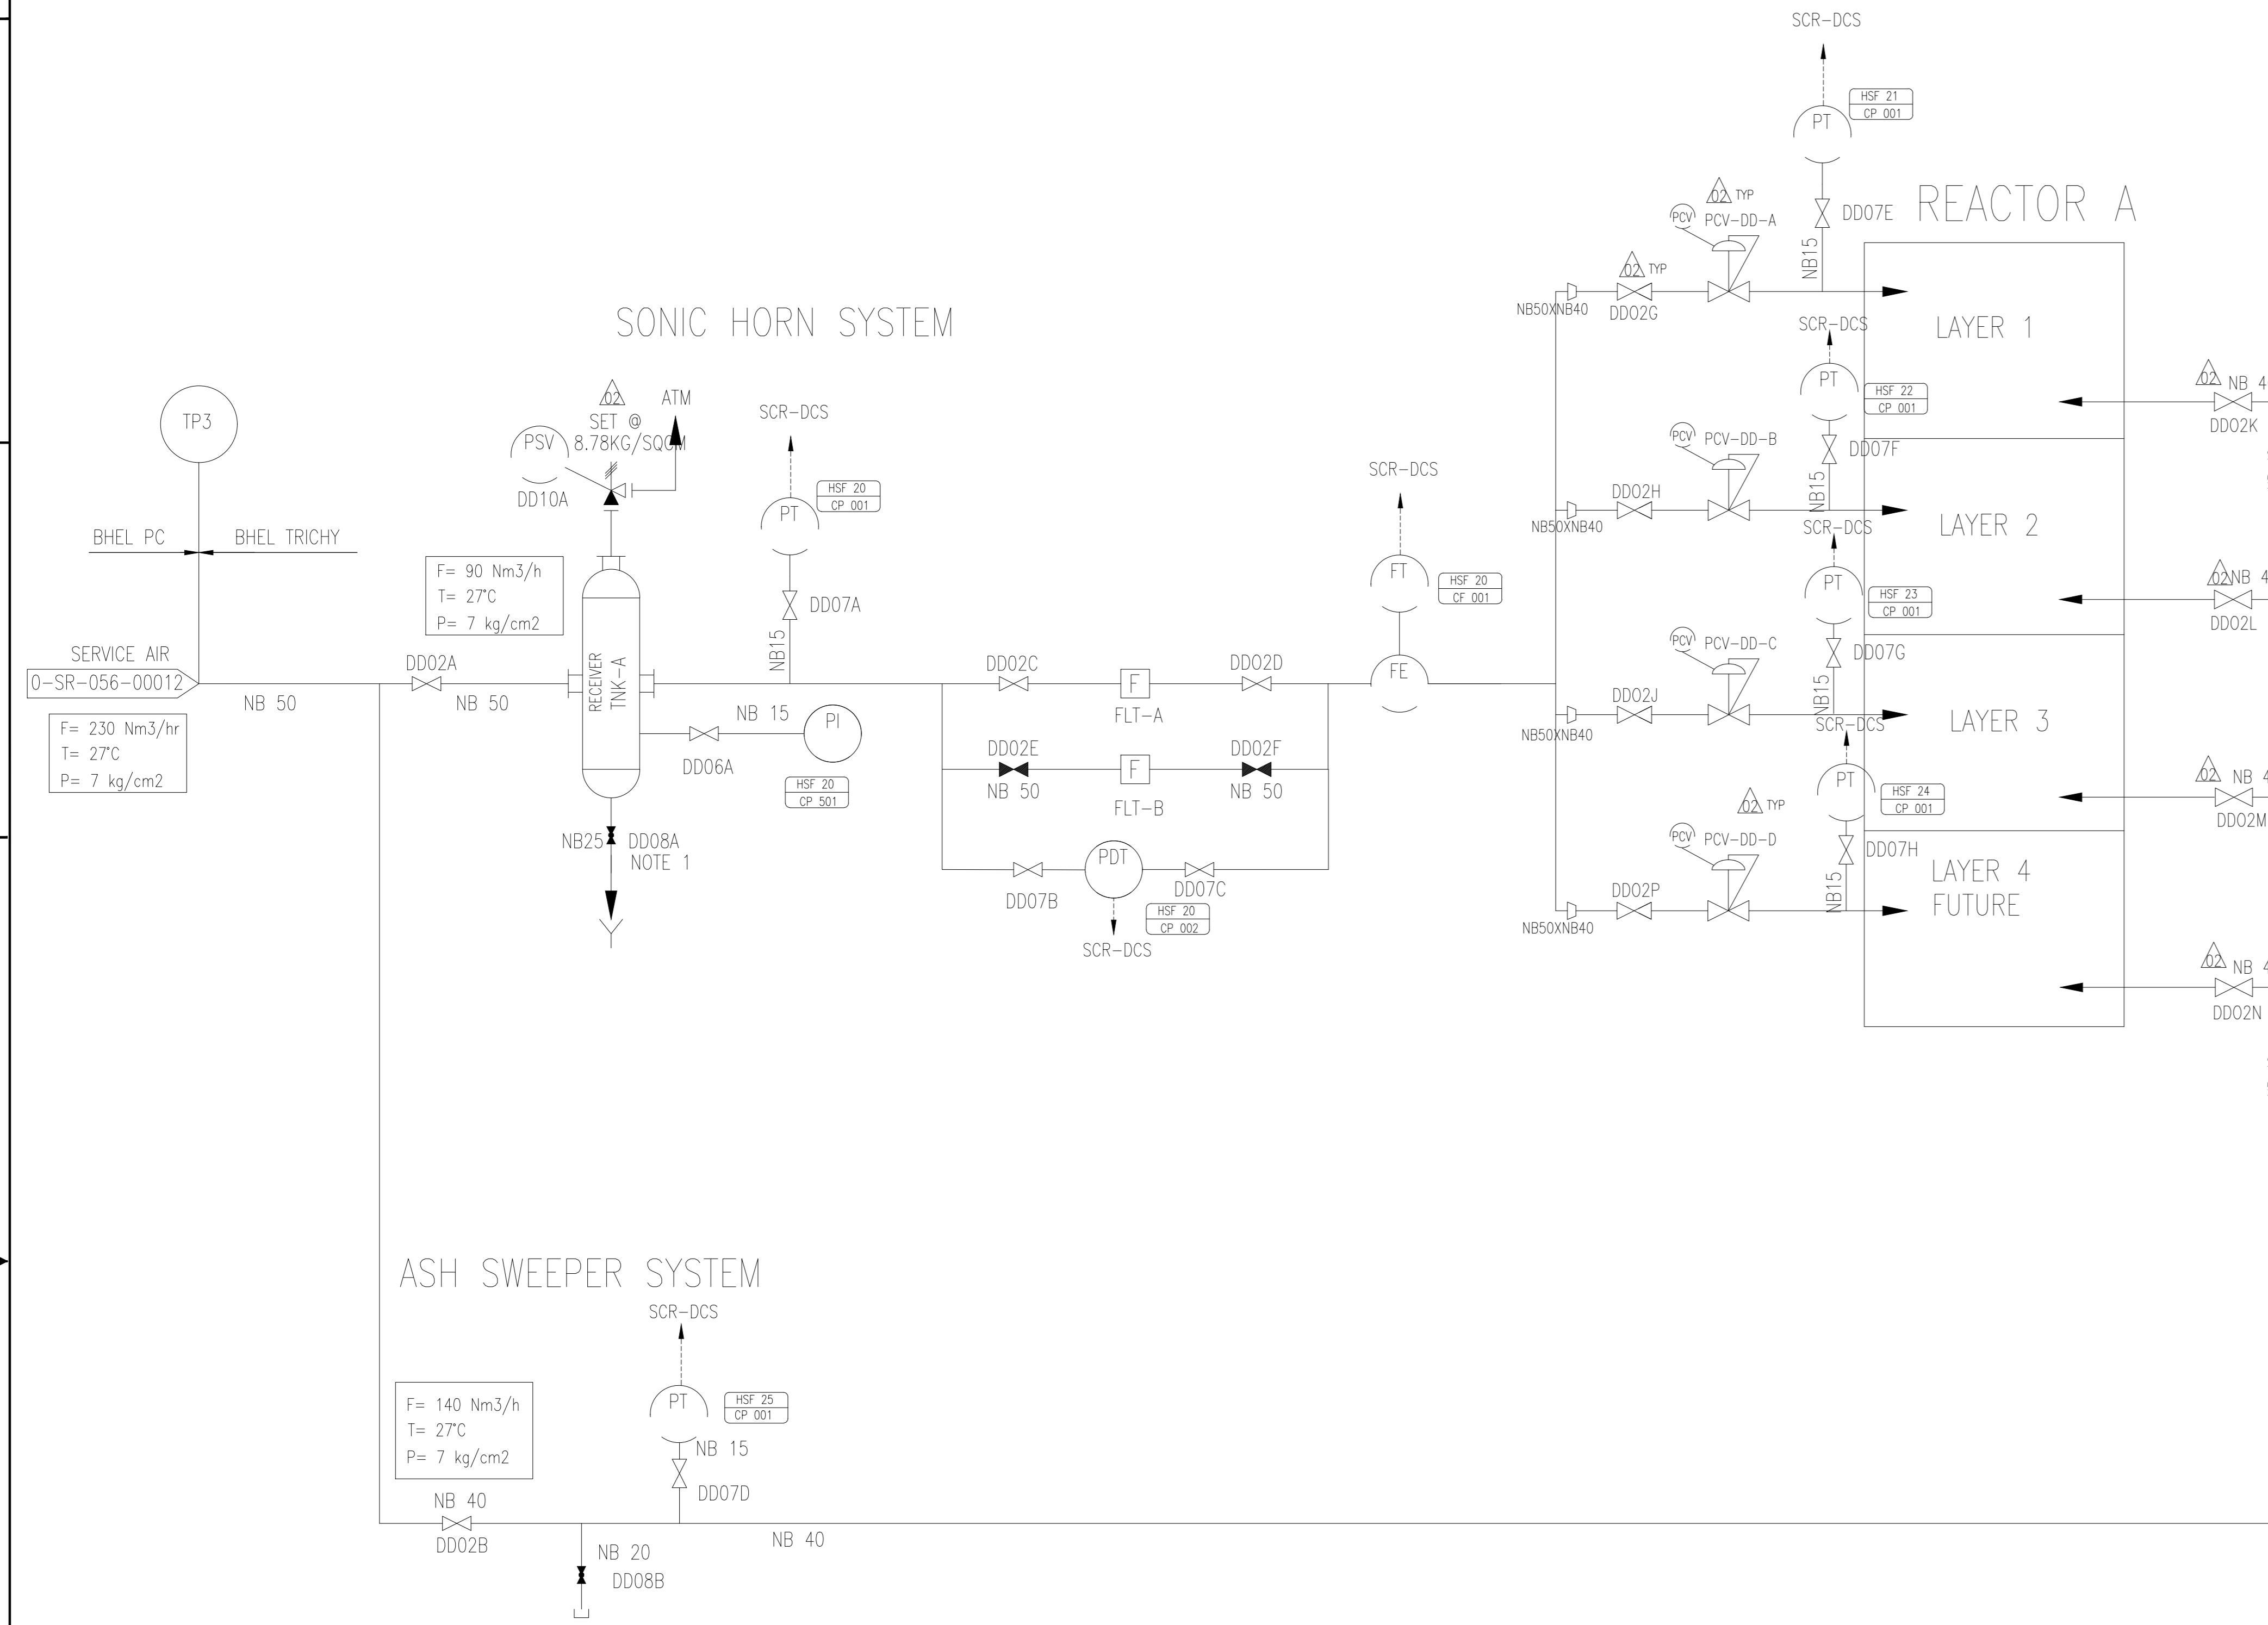 SCR-DCS
HSF 21
CP 001
PT
02 TYP
PCV PCV-DD-A
DD07E
REACTOR A
NB15
02 TYP
NB50XNB40
DD02G
SCR-DCS
LAYER 1
SONIC HORN SYSTEM
PT
HSF 22
CP 001
02 NB 4
DD02K
02
SET @
8.78KG/SQCM
ATM
SCR-DCS
TP3
PSV
DD10A
PCV PCV-DD-B
DD07F
NB15
SCR-DCS
HSF 20
CP 001
PT
DD02H
NB50XNB40
SCR-DCS
LAYER 2
BHEL PC
BHEL TRICHY
F= 90 Nm3/h
T= 27°C
P= 7 kg/cm2
DD07A
NB15
FT
HSF 20
CF 001
PT
HSF 23
CP 001
02 NB 4
DD02L
SERVICE AIR
0-SR-056-00012
NB 50
DD02A
NB 50
RECEIVER
TNK-A
DD02C
F
FLT-A
DD02D
FE
PCV PCV-DD-C
DD07G
NB15
DD02J
NB50XNB40
SCR-DCS
LAYER 3
F= 230 Nm3/hr
T= 27°C
P= 7 kg/cm2
NB 15
PI
DD06A
HSF 20
CP 501
DD02E
NB 50
F
FLT-B
DD02F
NB 50
PT
HSF 24
CP 001
02 NB 4
DD02M
02 TYP
PCV PCV-DD-D
DD07H
NB15
NB25
DD08A
NOTE 1
DD07B
PDT
DD07C
HSF 20
CP 002
SCR-DCS
DD02P
NB50XNB40
LAYER 4
FUTURE
02 NB 4
DD02N
ASH SWEEPER SYSTEM
SCR-DCS
F= 140 Nm3/h
T= 27°C
P= 7 kg/cm2
PT
HSF 25
CP 001
NB 15
DD07D
NB 40
DD02B
NB 40
NB 20
DD08B